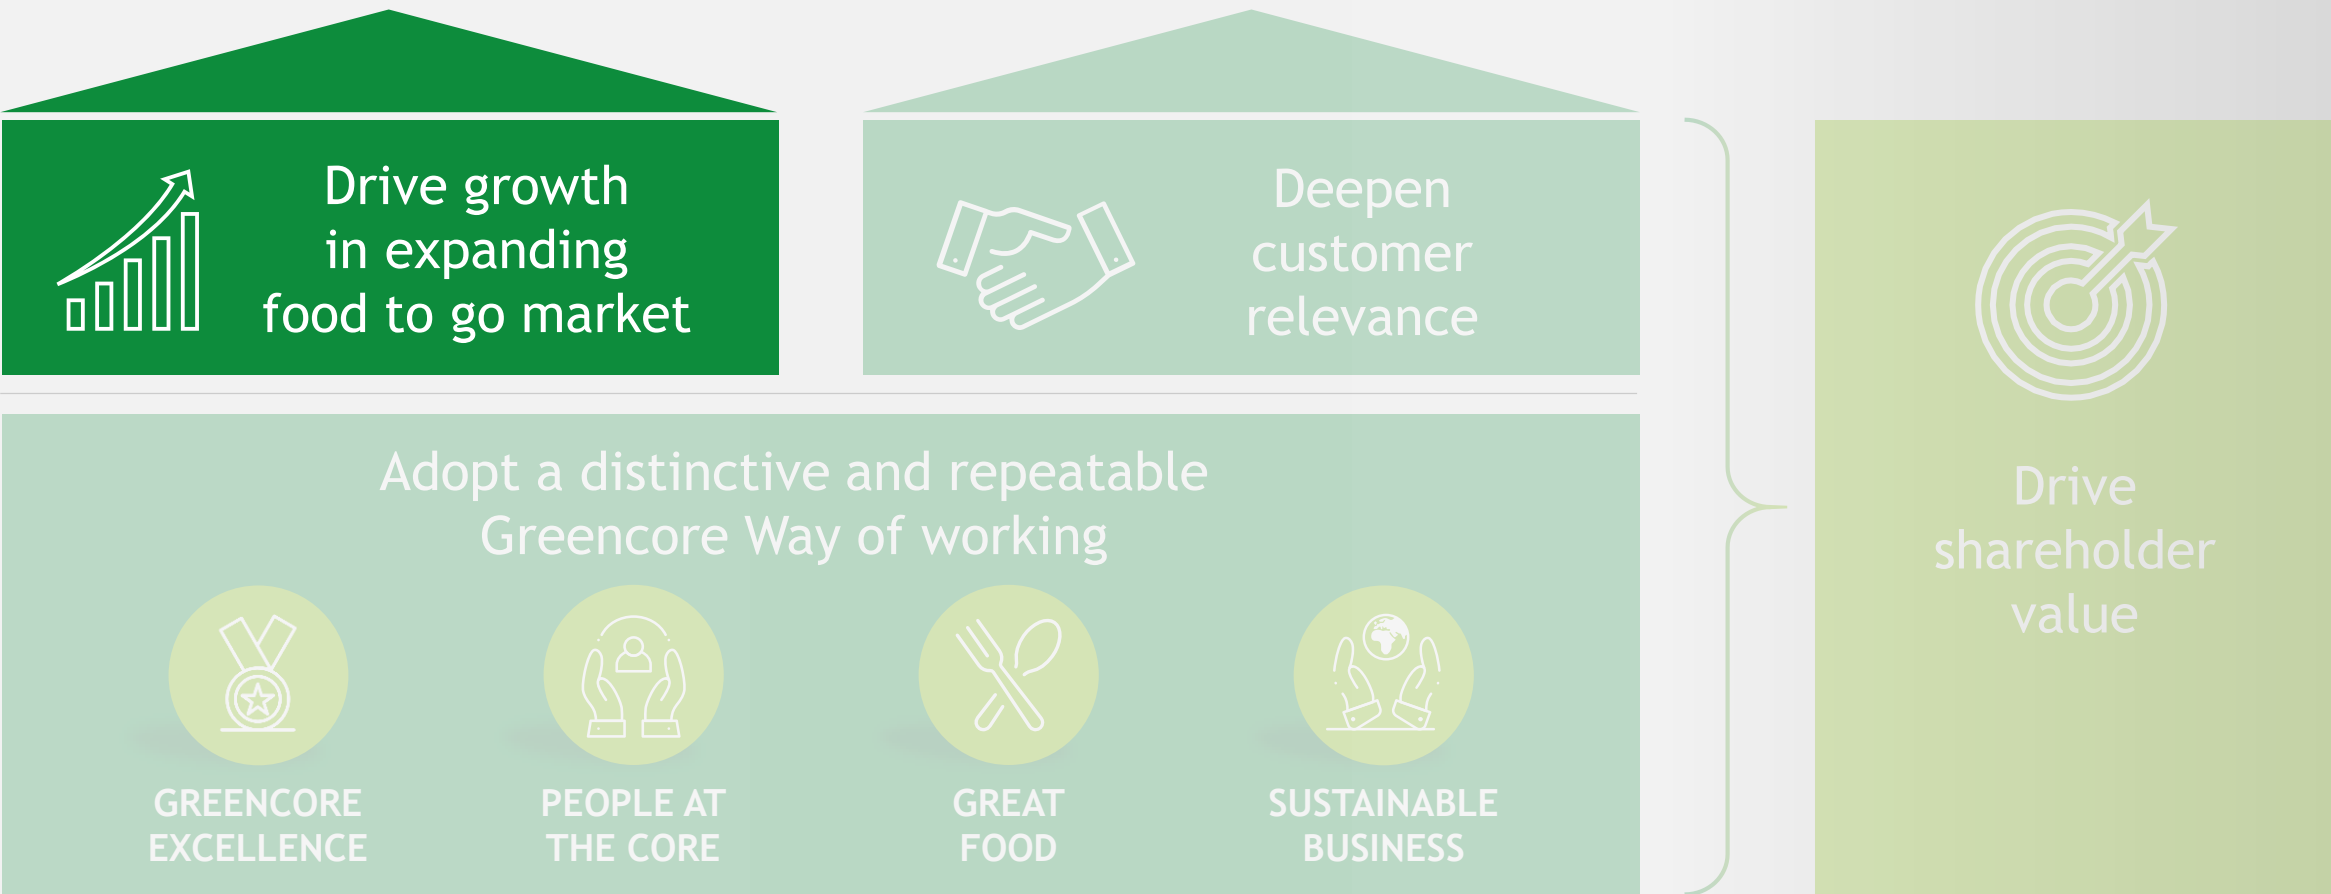 Drive growth
in expanding
food to go market
Deepen
customer
relevance
Adopt a distinctive and repeatable
Greencore Way of working
GREENCORE
EXCELLENCE
PEOPLE AT
THE CORE
GREAT
FOOD
SUSTAINABLE
BUSINESS
Drive
shareholder
value